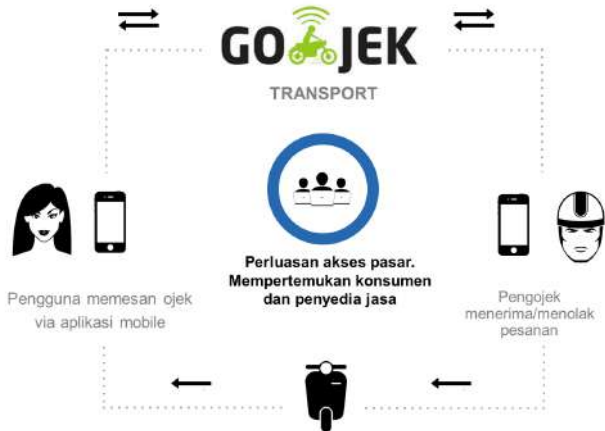 GO JEK
TRANSPORT
Perluasan akses pasar.
Mempertemukan konsumen
dan penyedia jasa
Pengguna memesan ojek
via aplikasi mobile
Pengojek
menerima/menolak
pesanan